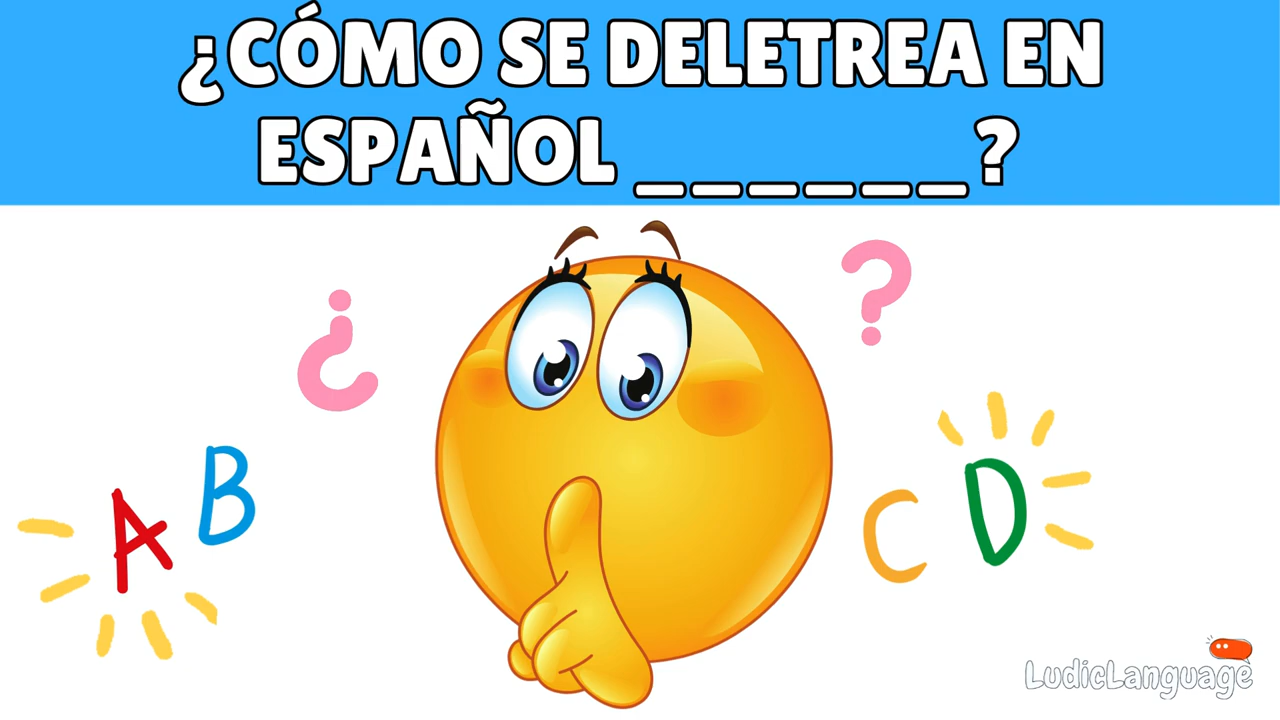 ¿CÓMO SE DELETREA EN
ESPAÑOL ______?
¿
?
A B
C D
LudicLanguage